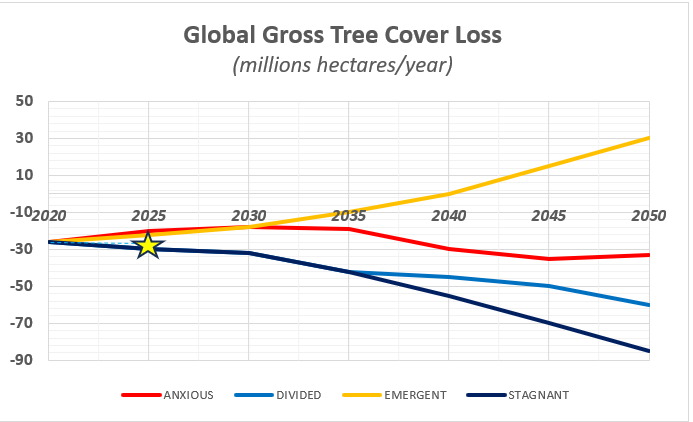 Global Gross Tree Cover Loss
(millions hectares/year)
50
30
10
-10
2020 2025 2030 2035 2040 2045 2050
-30
-50
-70
-90
ANXIOUS DIVIDED EMERGENT STAGNANT